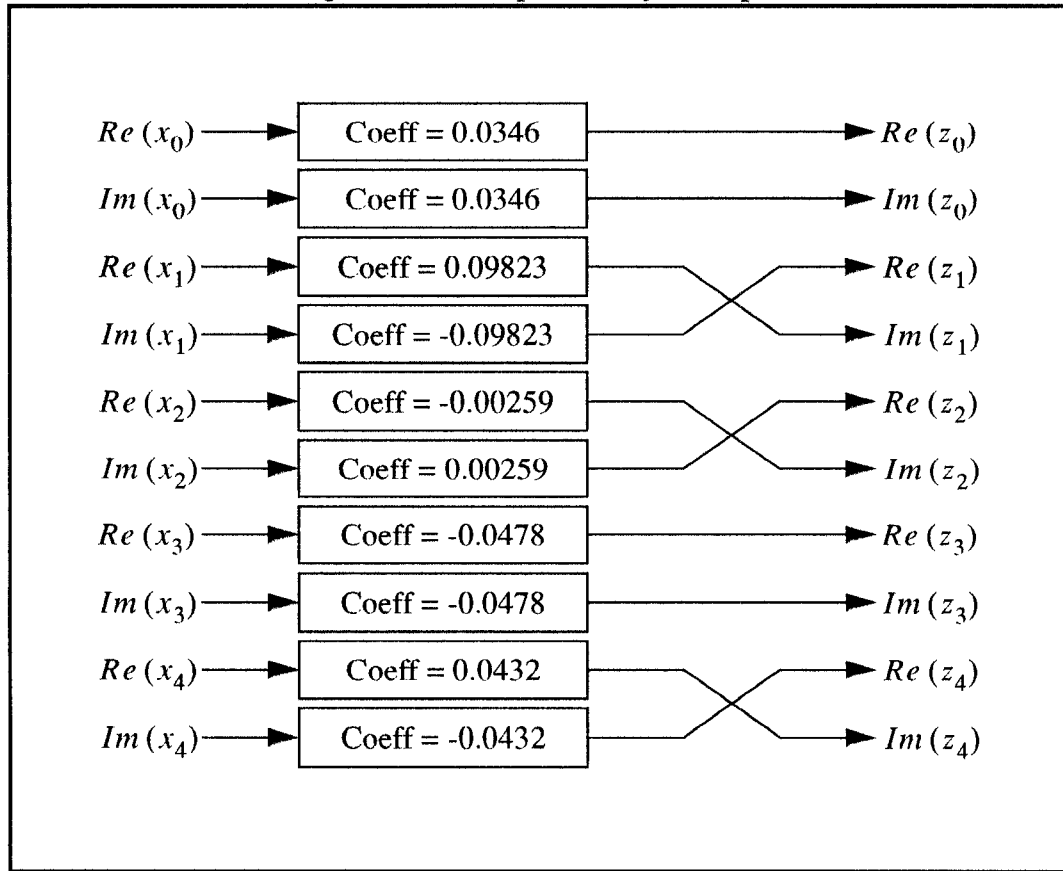 Re(x0) Coeff = 0.0346 Re(z0)
Im(x0) Coeff = 0.0346 Im(z0)
Re(x1) Coeff = 0.09823 Re(z1)
Im(x1) Coeff = -0.09823 Im(z1)
Re(x2) Coeff = -0.00259 Re(z2)
Im(x2) Coeff = 0.00259 Im(z2)
Re(x3) Coeff = -0.0478 Re(z3)
Im(x3) Coeff = -0.0478 Im(z3)
Re(x4) Coeff = 0.0432 Re(z4)
Im(x4) Coeff = -0.0432 Im(z4)